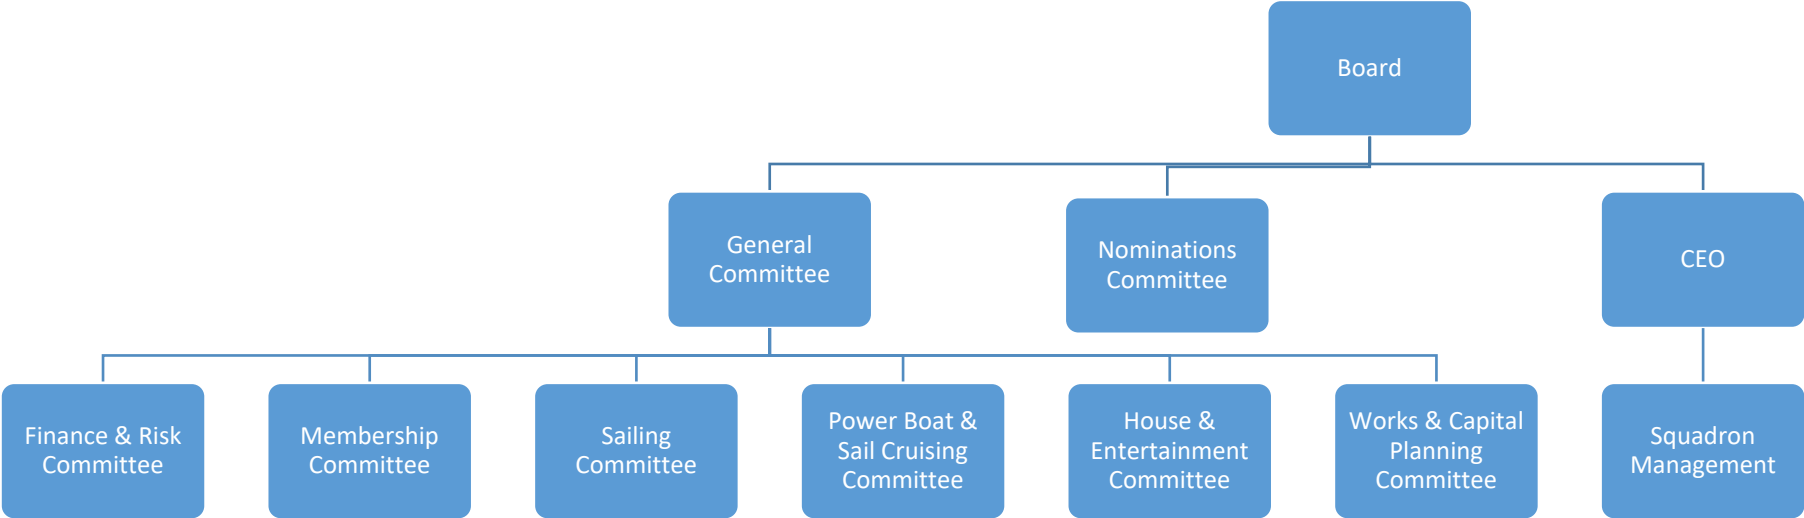 Board
General
Committee
Nominations
Committee
CEO
Finance & Risk
Committee
Membership
Committee
Sailing
Committee
Power Boat &
Sail Cruising
Committee
House &
Entertainment
Committee
Works & Capital
Planning
Committee
Squadron
Management